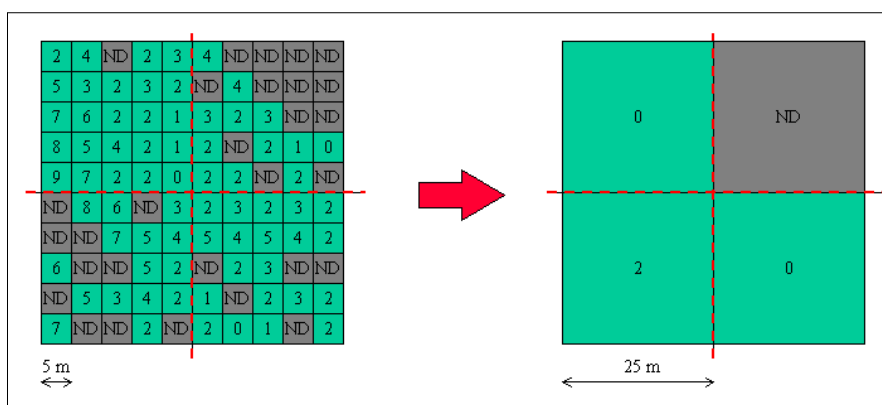 2 4 ND 2 3 4 ND ND ND ND
5 3 2 3 2 ND 4 ND ND ND
7 6 2 2 1 3 2 3 ND ND
8 5 4 2 1 2 ND 2 1 0
9 7 2 2 0 2 2 ND 2 ND
ND 8 6 ND 3 2 3 2 3 2
ND ND 7 5 4 5 4 5 4 2
6 ND ND 5 2 ND 2 3 ND ND
ND 5 3 4 2 1 ND 2 3 2
7 ND ND 2 ND 2 0 1 ND 2
5 m
0 ND
2 0
25 m